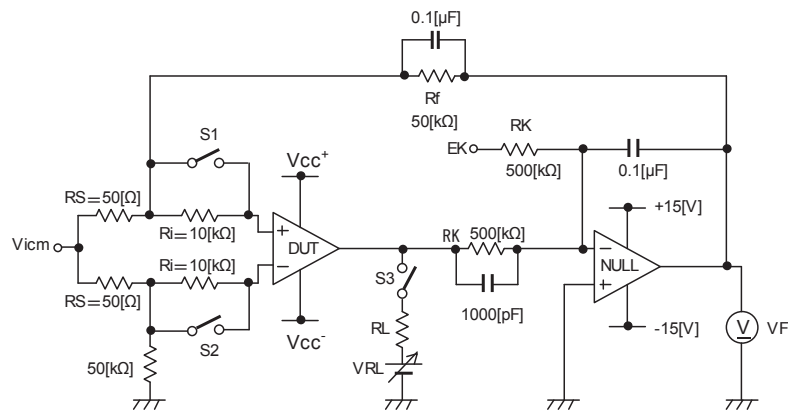 0.1[µF]
Rf
50[kΩ]
S1
Vcc+
EK
RK
500[kΩ]
0.1[µF]
RS=50[Ω]
Ri=10[kΩ]
+15[V]
Vicm
DUT
RK
500[kΩ]
NULL
Ri=10[kΩ]
RS=50[Ω]
S3
1000[pF]
V
VF
S2
Vcc-
RL
-15[V]
50[kΩ]
VRL